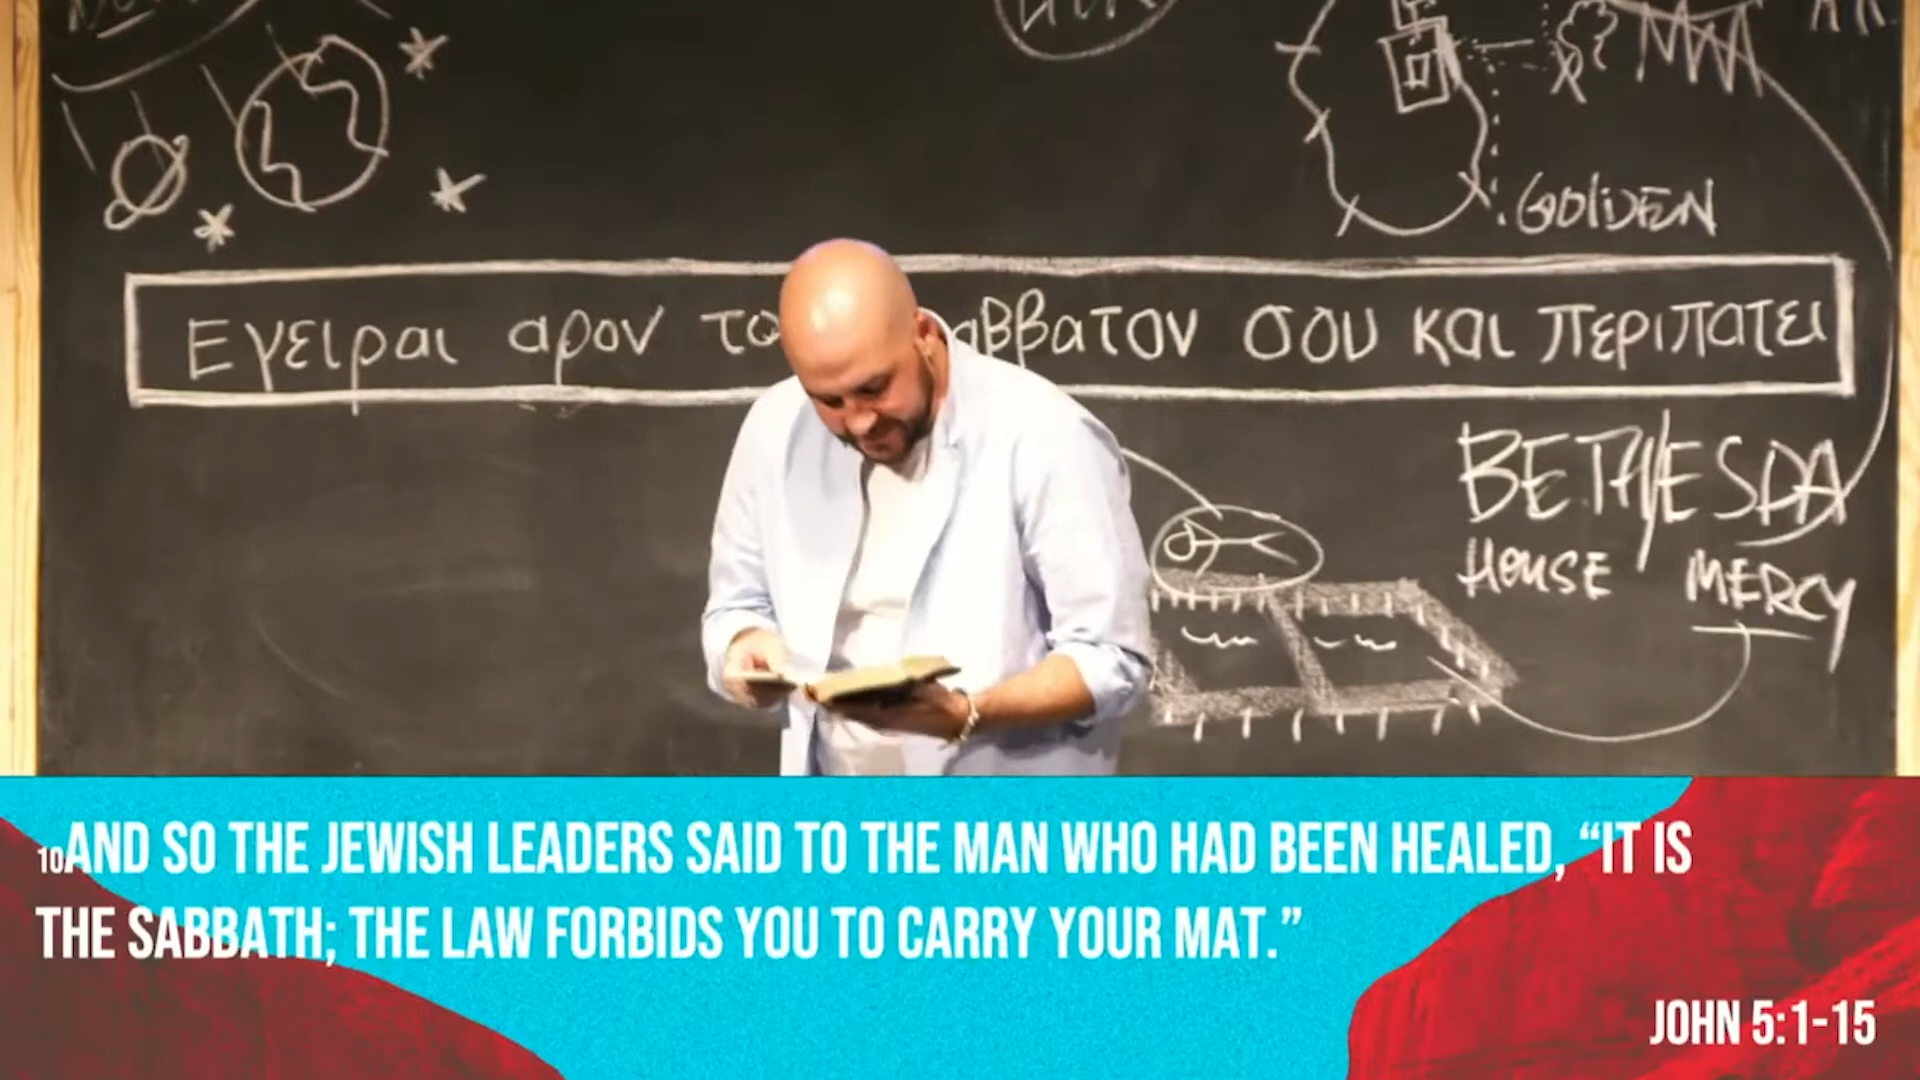 GOliDEN
Εγειραι αρον το αββατον σου και περιπατει
BETHESDA
HOUSE MERCY
10AND SO THE JEWISH LEADERS SAID TO THE MAN WHO HAD BEEN HEALED, “IT IS
THE SABBATH; THE LAW FORBIDS YOU TO CARRY YOUR MAT.”
JOHN 5:1-15